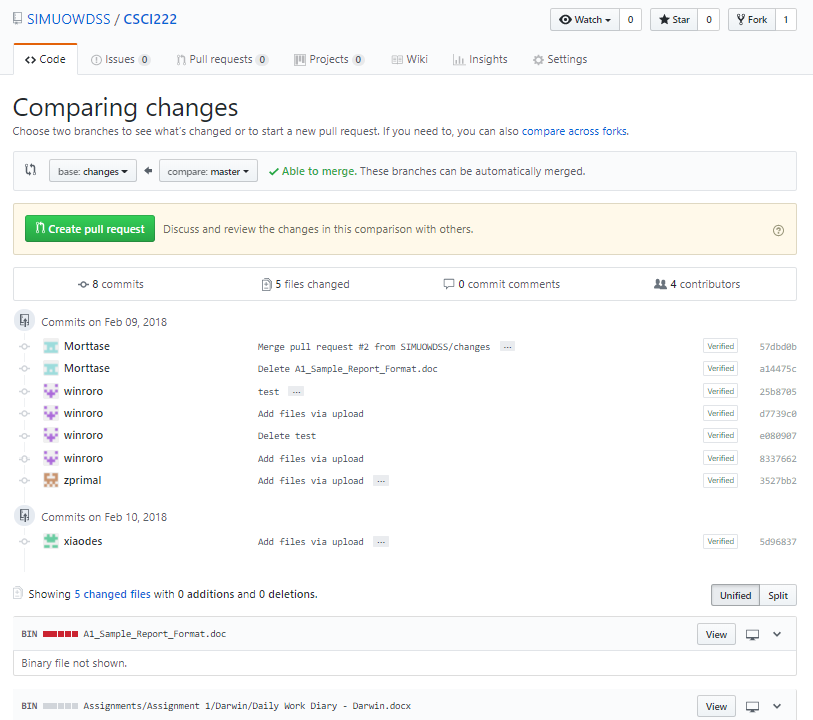 SIMUOWDSS / CSCI222
Watch 0 Star 0 Fork 1
Code Issues 0 Pull requests 0 Projects 0 Wiki Insights Settings
Comparing changes
Choose two branches to see what's changed or to start a new pull request. If you need to, you can also compare across forks.
base: changes compare: master Able to merge. These branches can be automatically merged.
Create pull request Discuss and review the changes in this comparison with others.
8 commits 5 files changed 0 commit comments 4 contributors
Commits on Feb 09, 2018
Morttase Merge pull request #2 from SIMUOWDSS/changes … Verified 57dbd0b
Morttase Delete A1_Sample_Report_Format.doc Verified a14475c
winroro test … Verified 25b8705
winroro Add files via upload Verified d7739c0
winroro Delete test Verified e080907
winroro Add files via upload Verified 8337662
zprimal Add files via upload … Verified 3527bb2
Commits on Feb 10, 2018
xiaodes Add files via upload … Verified 5d96837
Showing 5 changed files with 0 additions and 0 deletions. Unified Split
BIN A1_Sample_Report_Format.doc View
Binary file not shown.
BIN Assignments/Assignment 1/Darwin/Daily Work Diary - Darwin.docx View